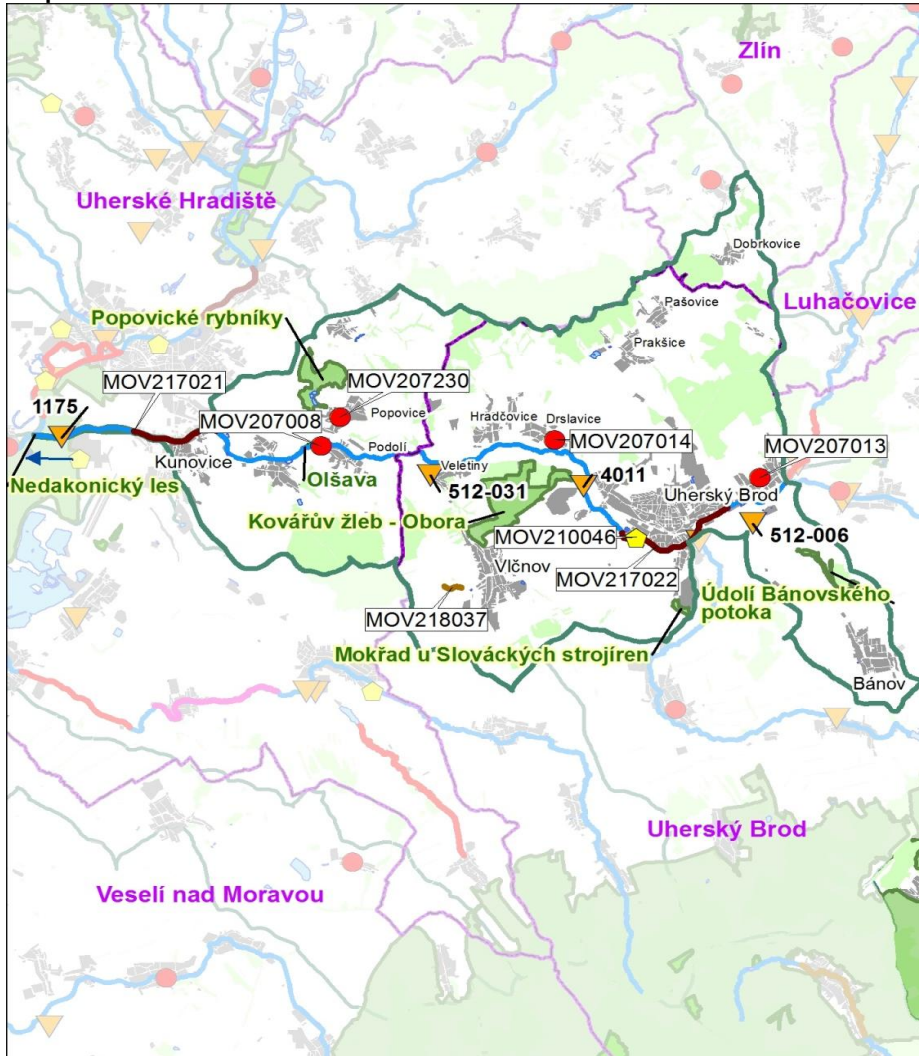 Zlín
Uherské Hradiště
Dobrkovice
Luhačovice
Pašovice
Popovické rybníky
Prakšice
MOV217021
MOV207230
1175
MOV207008
Popovice
Hradčovice
Drslavice
MOV207014
MOV207013
Podolí
Kunovice
Olšava
Veletiny
4011
Nedakonický les
512-031
Uherský Brod
Kovářův žleb - Obora
MOV210046
512-006
Vlčnov
MOV217022
Údolí Bánovského
potoka
MOV218037
Mokřad u Slováckých strojíren
Bánov
Uherský Brod
Veselí nad Moravou